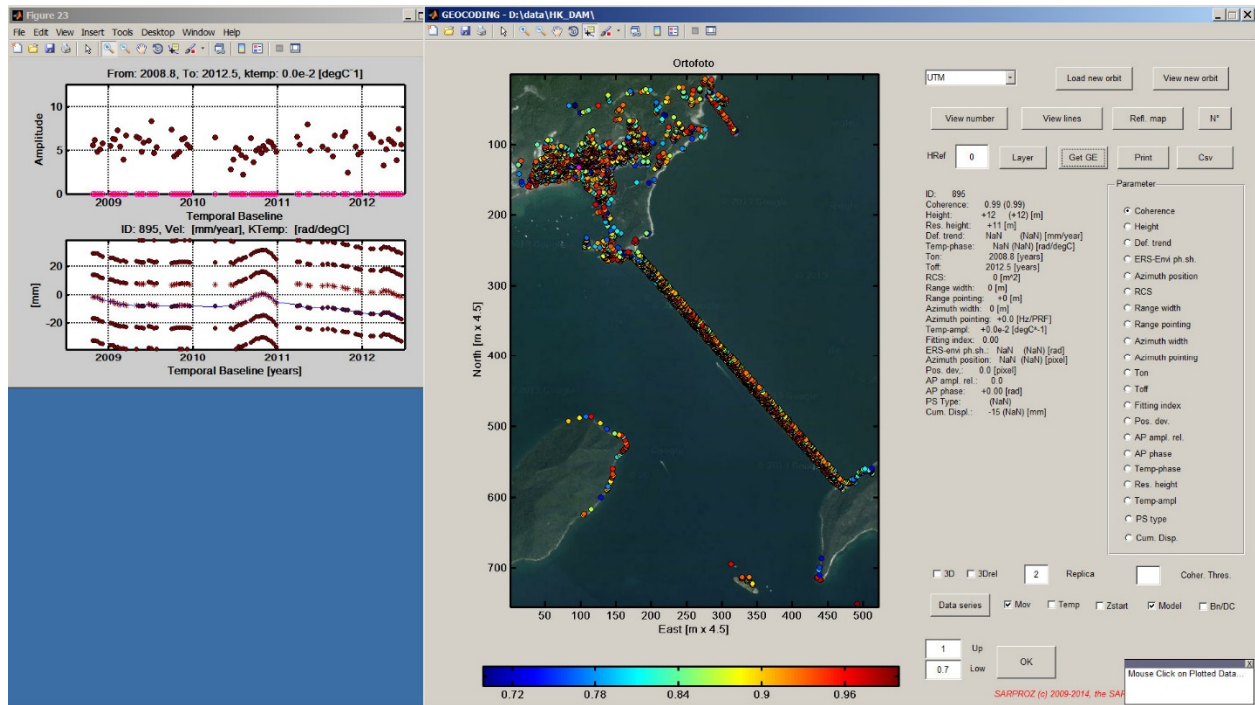 Figure 23
File Edit View Insert Tools Desktop Window Help
From: 2008.8, To: 2012.5, ktemp: 0.0e-2 [degC^1]
Amplitude
10
5
0
2009 2010 2011 2012
Temporal Baseline
ID: 895, Vel: [mm/year], KTemp: [rad/degC]
[mm]
20
0
-20
2009 2010 2011 2012
Temporal Baseline [years]
GEOCODING - D:\data\HK_DAM\
Ortofoto
North [m x 4.5]
100
200
300
400
500
600
700
50 100 150 200 250 300 350 400 450 500
East [m x 4.5]
0.72 0.78 0.84 0.9 0.96
UTM
Load new orbit
View new orbit
View number
View lines
Refl. map
N°
HRef 0
Layer
Get GE
Print
Csv
ID: 895
Coherence: 0.99 (0.99)
Height: +12 (+12) [m]
Res. height: +11 [m]
Def. trend: NaN (NaN) [mm/year]
Temp-phase: NaN (NaN) [rad/degC]
Ton: 2008.8 [years]
Toff: 2012.5 [years]
RCS: 0 [m^2]
Range width: 0 [m]
Range pointing: +0 [m]
Azimuth width: 0 [m]
Azimuth pointing: +0.0 [Hz/PRF]
Temp-ampl: +0.0e-2 [degC^-1]
Fitting index: 0.00
ERS-envi ph.sh.: NaN (NaN) [rad]
Azimuth position: NaN (NaN) [pixel]
Pos. dev.: 0.0 [pixel]
AP ampl. rel.: 0.0
AP phase: +0.00 [rad]
PS Type: (NaN)
Cum. Displ.: -15 (NaN) [mm]
Parameter
Coherence
Height
Def. trend
ERS-Envi ph.sh.
Azimuth position
RCS
Range width
Range pointing
Azimuth width
Azimuth pointing
Ton
Toff
Fitting index
Pos. dev.
AP ampl. rel.
AP phase
Temp-phase
Res. height
Temp-ampl
PS type
Cum. Disp.
3D 3Drel 2 Replica Coher. Thres.
Data series Mov Temp Zstart Model Bn/DC
1 Up
0.7 Low
OK
SARPROZ (c) 2009-2014, the SAR
Mouse Click on Plotted Data...